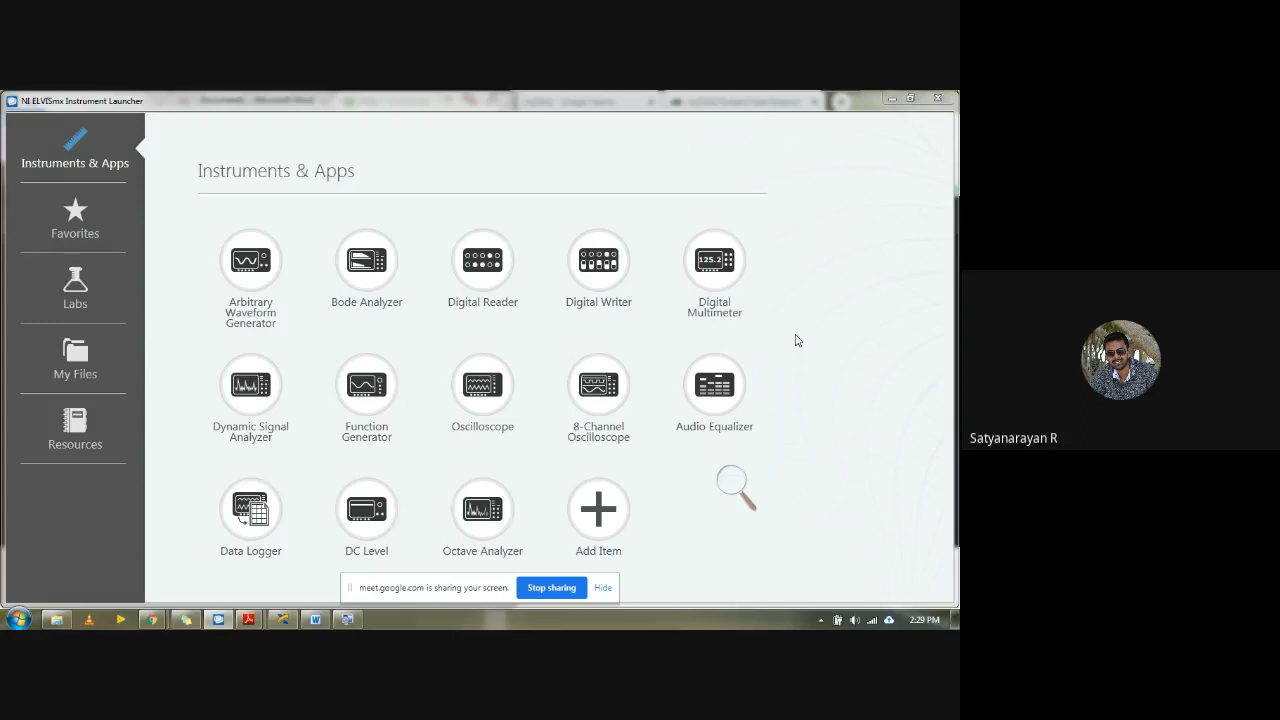 NI ELVISmx Instrument Launcher
Instruments & Apps
Favorites
Labs
My Files
Resources
Instruments & Apps
Arbitrary
Waveform
Generator
Bode Analyzer
Digital Reader
Digital Writer
125.2
Digital
Multimeter
Dynamic Signal
Analyzer
Function
Generator
Oscilloscope
8-Channel
Oscilloscope
Audio Equalizer
Data Logger
DC Level
Octave Analyzer
Add Item
meet.google.com is sharing your screen.
Stop sharing
Hide
2:29 PM
Satyanarayan R